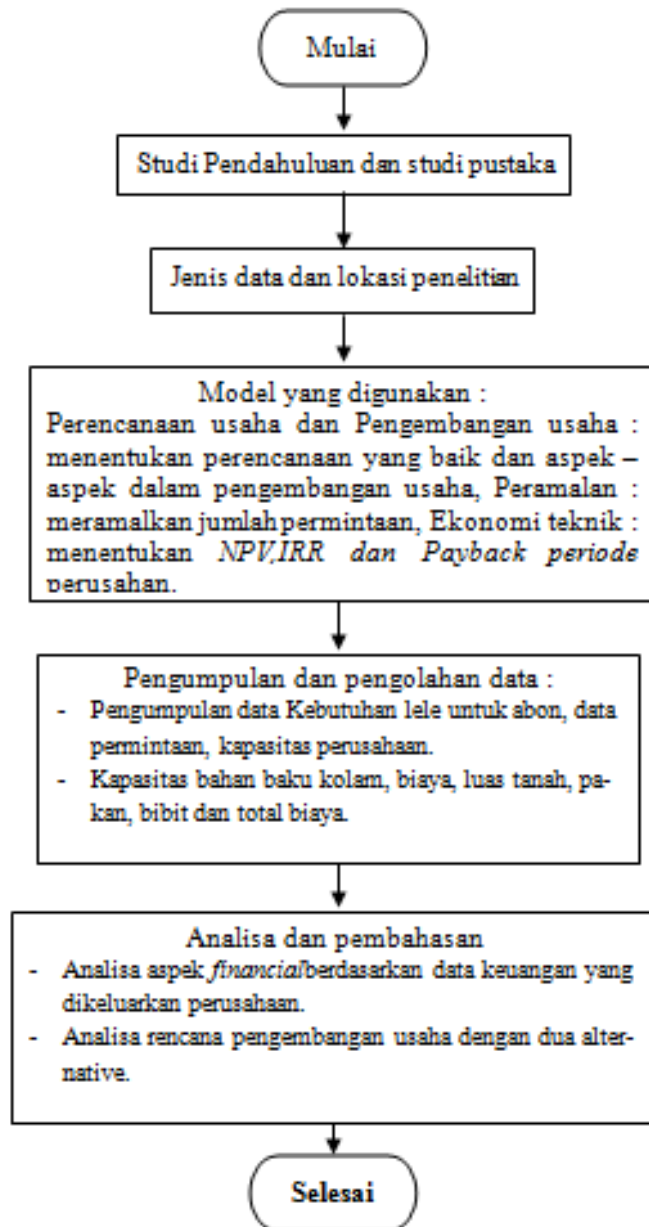 Mulai
Studi Pendahuluan dan studi pustaka
Jenis data dan lokasi penelitian
Model yang digunakan :
Perencanaan usaha dan Pengembangan usaha :
menentukan perencanaan yang baik dan aspek –
aspek dalam pengembangan usaha, Peramalan :
meramalkan jumlah permintaan, Ekonomi teknik :
menentukan NPV,IRR dan Payback periode
perusahan.
Pengumpulan dan pengolahan data :
- Pengumpulan data Kebutuhan lele untuk abon, data
permintaan, kapasitas perusahaan.
- Kapasitas bahan baku kolam, biaya, luas tanah, pa-
kan, bibit dan total biaya.
Analisa dan pembahasan
- Analisa aspek financial berdasarkan data keuangan yang
dikeluarkan perusahaan.
- Analisa rencana pengembangan usaha dengan dua alter-
native.
Selesai